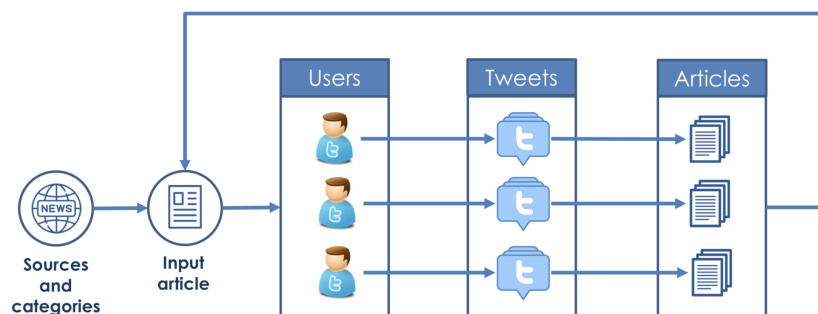 Users
Tweets
Articles
NEWS
Sources
and
categories
Input
article